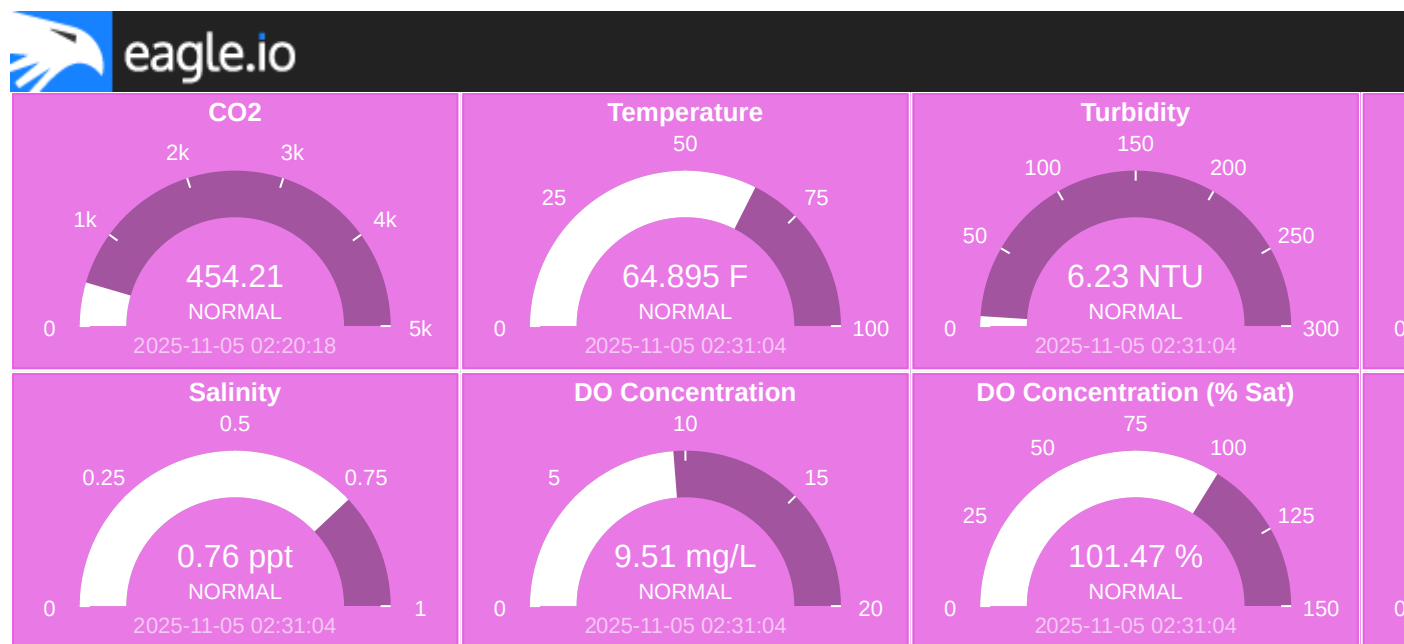 eagle.io
CO2
2k
3k
1k
4k
0
5k
454.21
NORMAL
2025-11-05 02:20:18
Temperature
50
25
75
0
100
64.895 F
NORMAL
2025-11-05 02:31:04
Turbidity
150
100
200
50
250
0
300
6.23 NTU
NORMAL
2025-11-05 02:31:04
Salinity
0.5
0.25
0.75
0
1
0.76 ppt
NORMAL
2025-11-05 02:31:04
DO Concentration
10
5
15
0
20
9.51 mg/L
NORMAL
2025-11-05 02:31:04
DO Concentration (% Sat)
75
50
100
25
125
0
150
101.47 %
NORMAL
2025-11-05 02:31:04